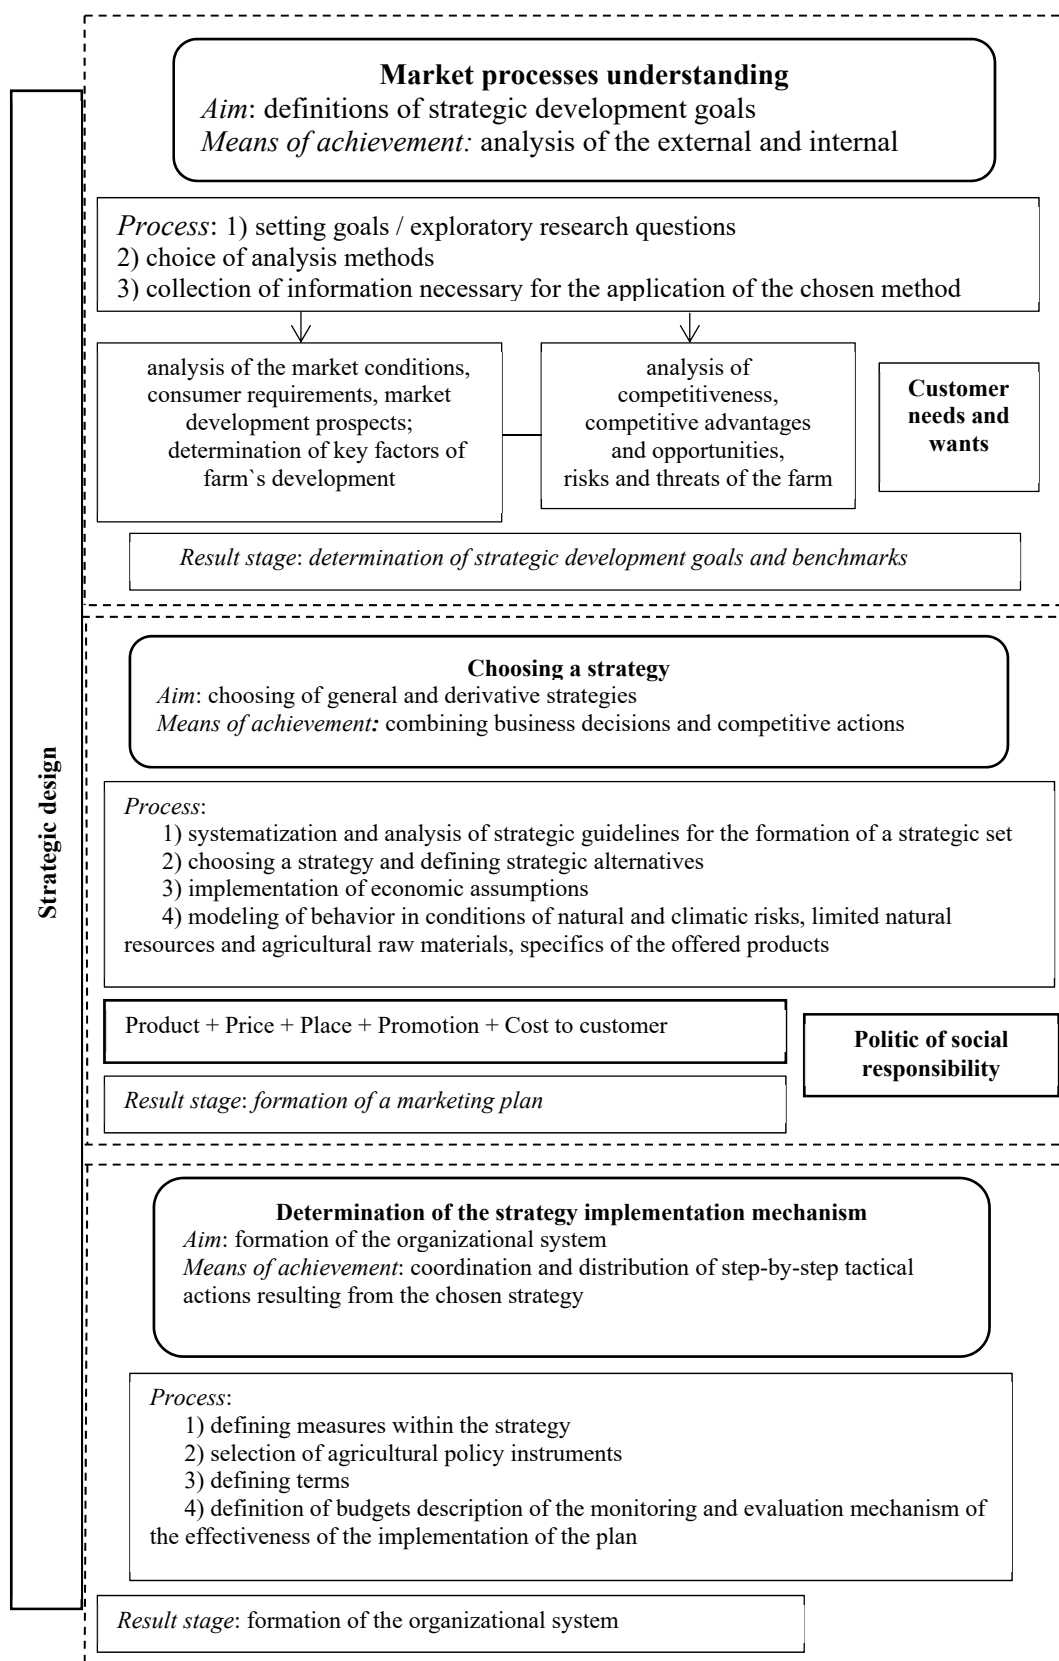 Strategic design
Market processes understanding
Aim: definitions of strategic development goals
Means of achievement: analysis of the external and internal
Process: 1) setting goals / exploratory research questions
2) choice of analysis methods
3) collection of information necessary for the application of the chosen method
analysis of the market conditions,
consumer requirements, market
development prospects;
determination of key factors of
farm`s development
analysis of
competitiveness,
competitive advantages
and opportunities,
risks and threats of the farm
Customer
needs and
wants
Result stage: determination of strategic development goals and benchmarks
Choosing a strategy
Aim: choosing of general and derivative strategies
Means of achievement: combining business decisions and competitive actions
Process:
1) systematization and analysis of strategic guidelines for the formation of a strategic set
2) choosing a strategy and defining strategic alternatives
3) implementation of economic assumptions
4) modeling of behavior in conditions of natural and climatic risks, limited natural
resources and agricultural raw materials, specifics of the offered products
Product + Price + Place + Promotion + Cost to customer
Politic of social
responsibility
Result stage: formation of a marketing plan
Determination of the strategy implementation mechanism
Aim: formation of the organizational system
Means of achievement: coordination and distribution of step-by-step tactical
actions resulting from the chosen strategy
Process:
1) defining measures within the strategy
2) selection of agricultural policy instruments
3) defining terms
4) definition of budgets description of the monitoring and evaluation mechanism of
the effectiveness of the implementation of the plan
Result stage: formation of the organizational system